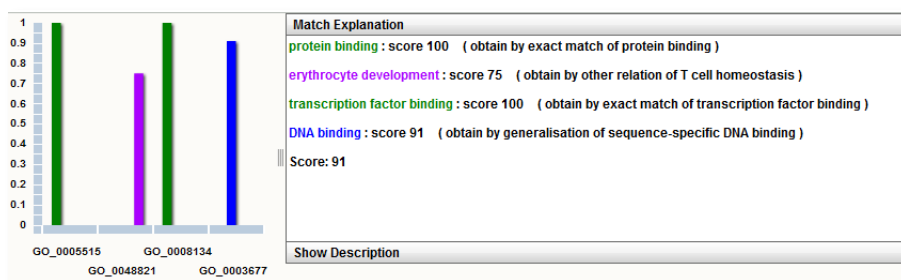 1
0.9
0.8
0.7
0.6
0.5
0.4
0.3
0.2
0.1
0
GO_0005515
GO_0008134
GO_0048821
GO_0003677
Match Explanation
protein binding : score 100 ( obtain by exact match of protein binding )
erythrocyte development : score 75 ( obtain by other relation of T cell homeostasis )
transcription factor binding : score 100 ( obtain by exact match of transcription factor binding )
DNA binding : score 91 ( obtain by generalisation of sequence-specific DNA binding )
Score: 91
Show Description